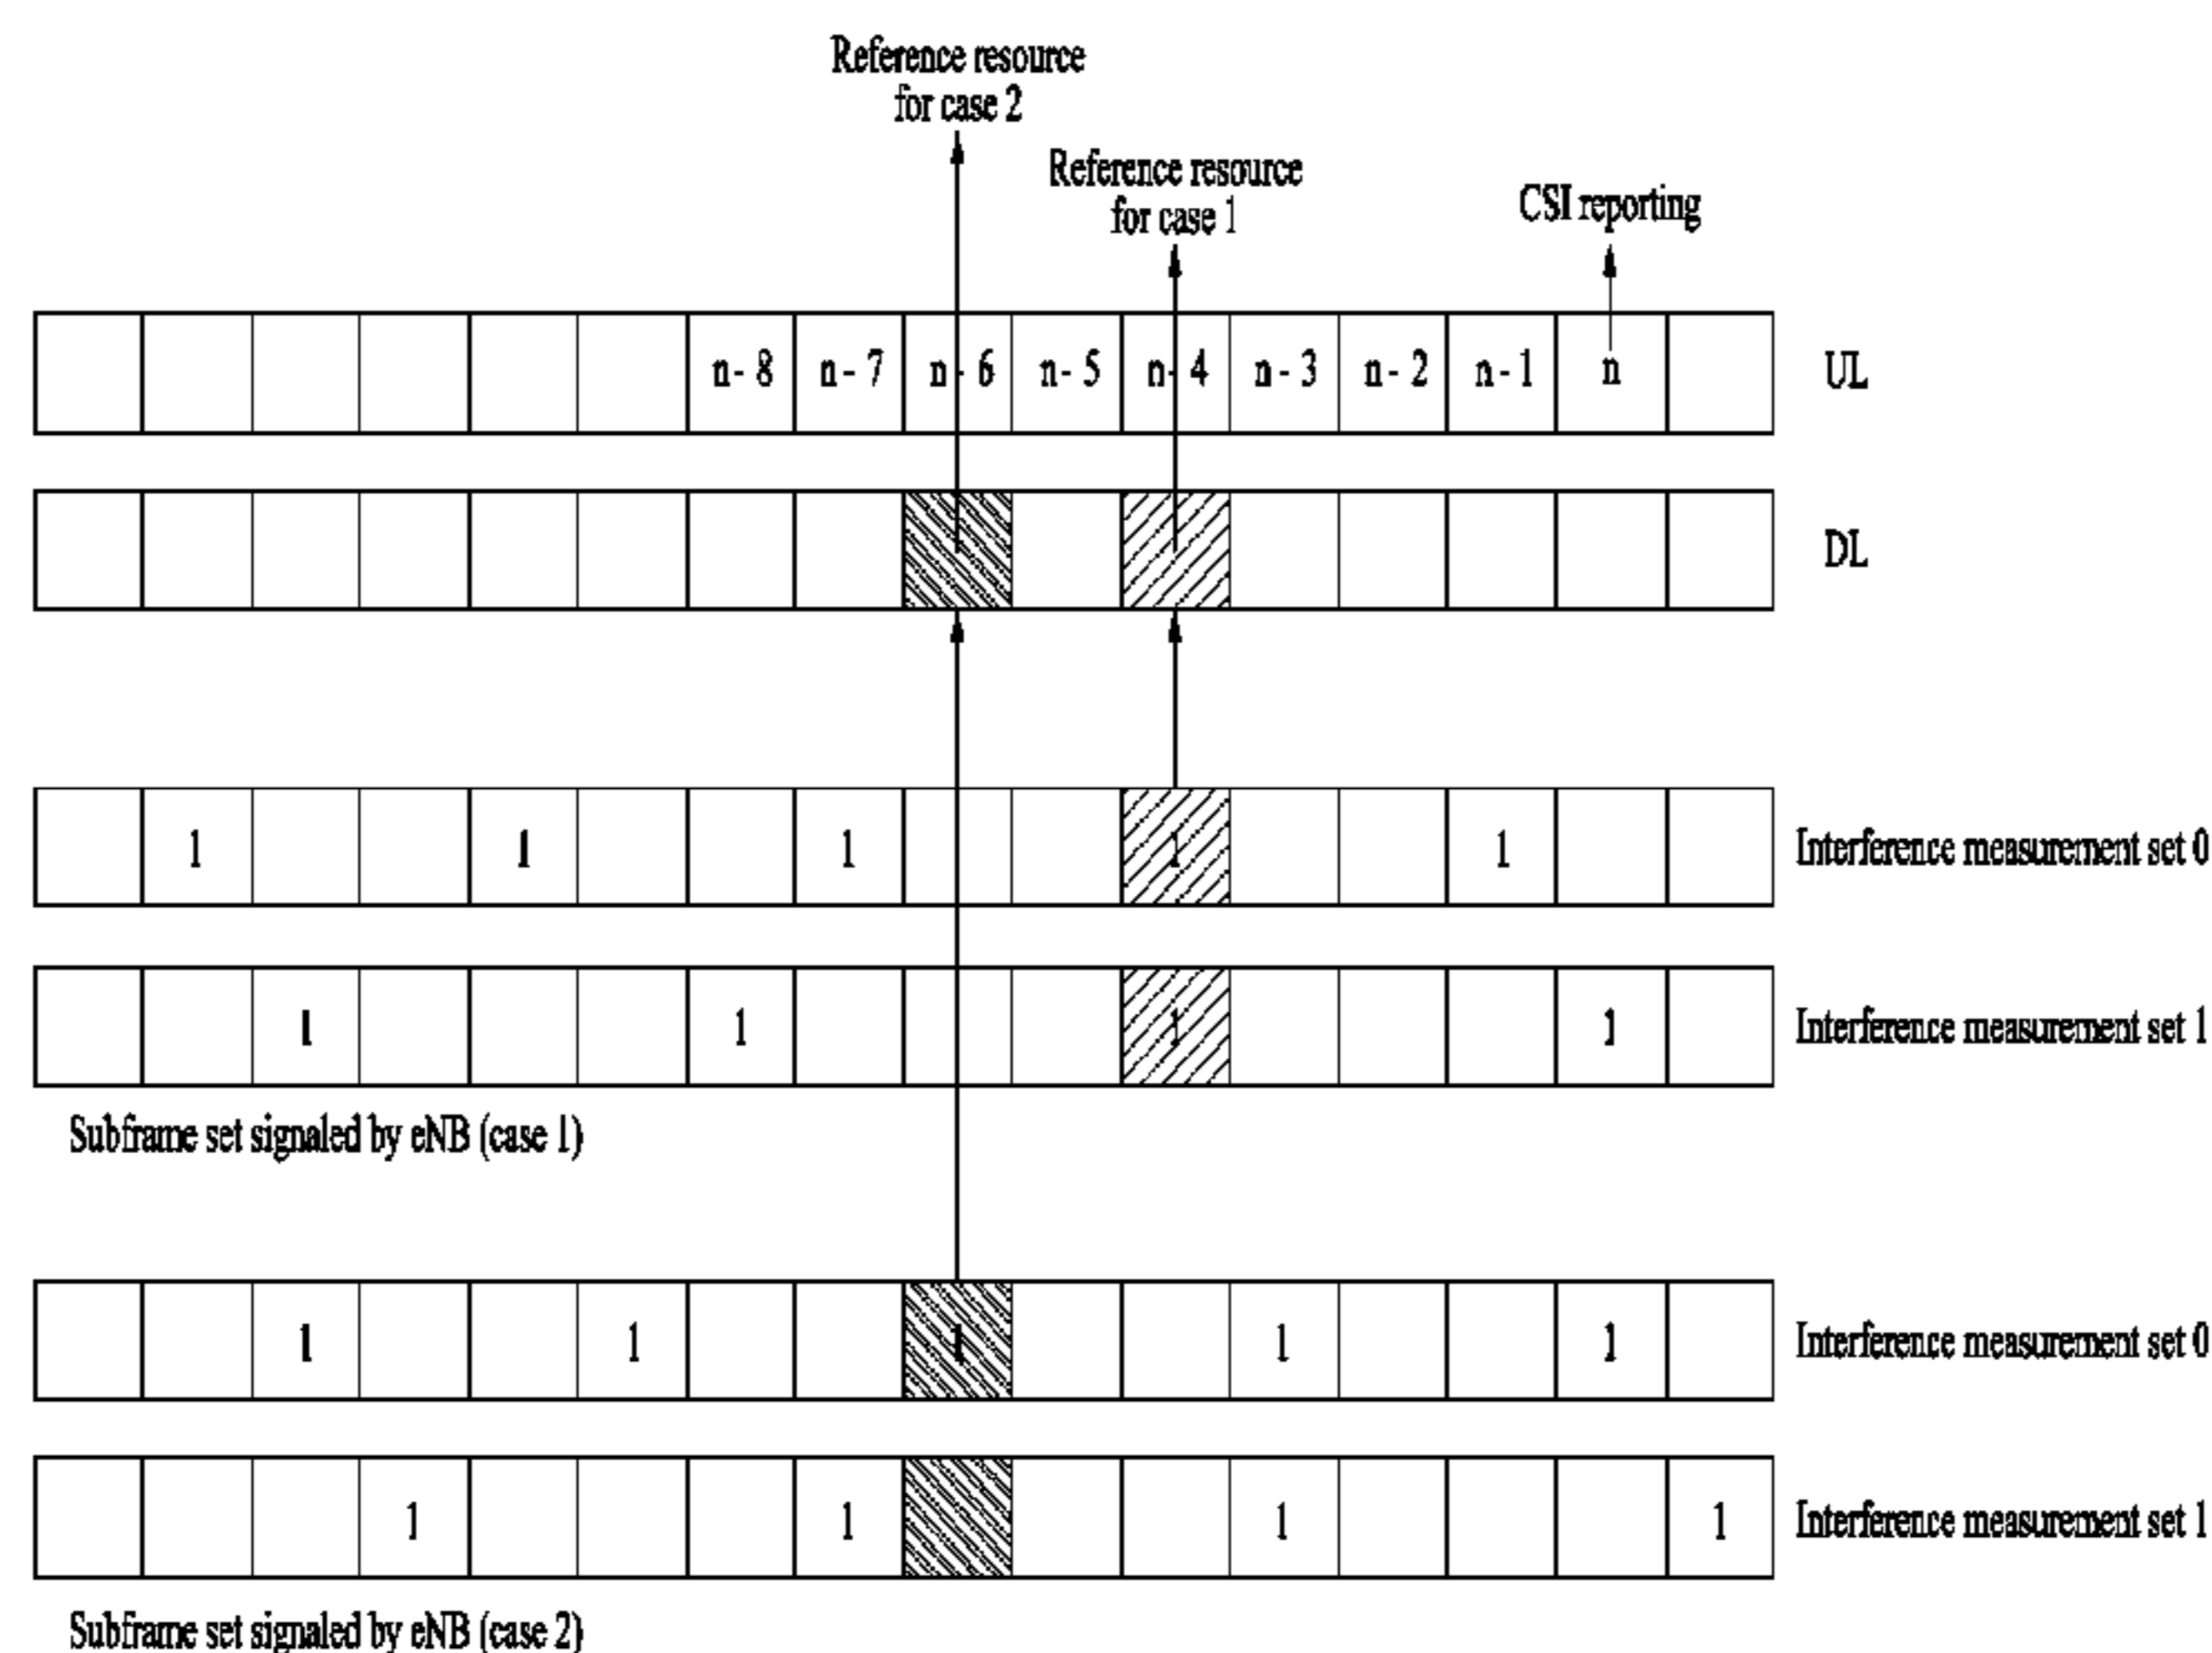 Reference resource
for case 2
Reference resource
for case 1
CSI reporting
n - 8 n - 7 n - 6 n - 5 n - 4 n - 3 n - 2 n - 1 n UL
DL
1 1 1 1 1 Interference measurement set 0
1 1 1 1 Interference measurement set 1
Subframe set signaled by eNB (case 1)
1 1 1 1 1 Interference measurement set 0
1 1 1 1 Interference measurement set 1
Subframe set signaled by eNB (case 2)